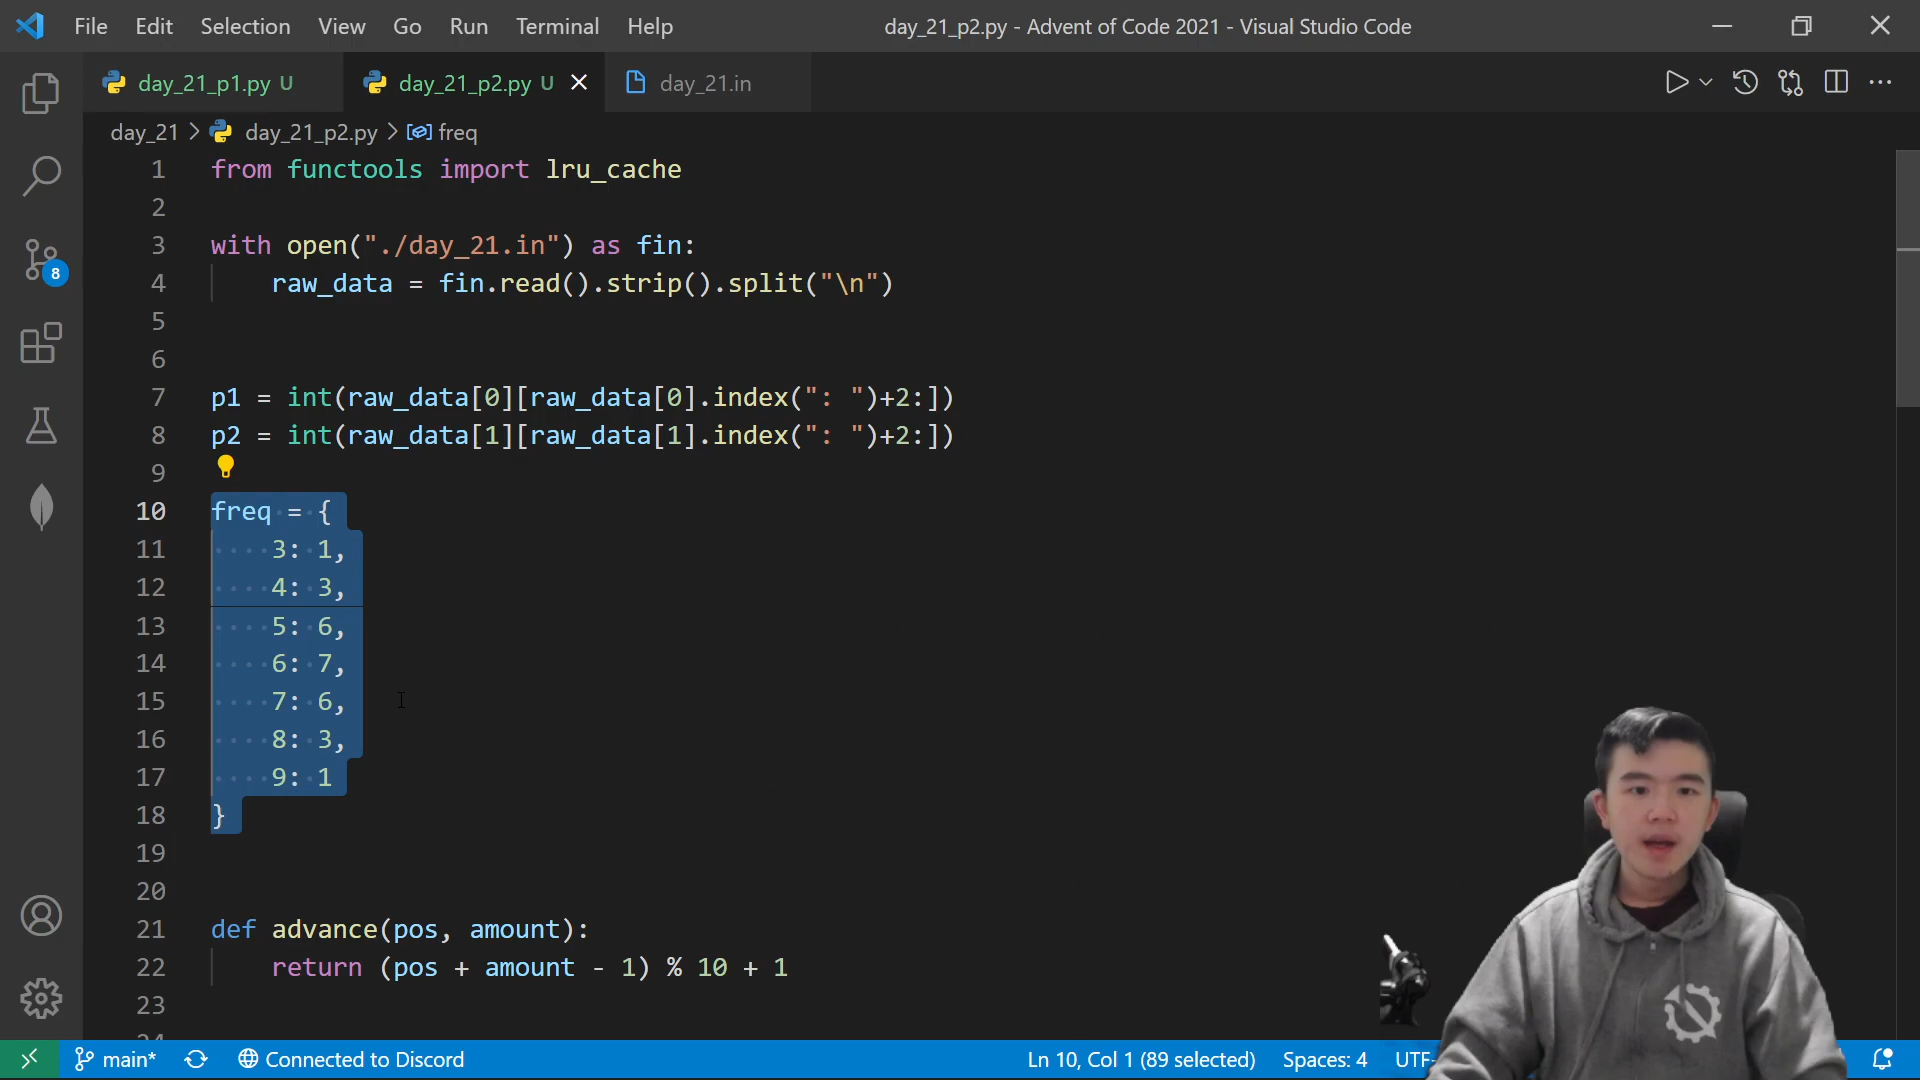 File Edit Selection View Go Run Terminal Help day_21_p2.py - Advent of Code 2021 - Visual Studio Code
day_21_p1.py U day_21_p2.py U day_21.in
day_21 > day_21_p2.py > freq
1 from functools import lru_cache
2
3 with open("./day_21.in") as fin:
4 raw_data = fin.read().strip().split("\n")
5
6
7 p1 = int(raw_data[0][raw_data[0].index(": ")+2:])
8 p2 = int(raw_data[1][raw_data[1].index(": ")+2:])
9
10 freq = {
11 3: 1,
12 4: 3,
13 5: 6,
14 6: 7,
15 7: 6,
16 8: 3,
17 9: 1
18 }
19
20
21 def advance(pos, amount):
22 return (pos + amount - 1) % 10 + 1
23
8
main* Connected to Discord Ln 10, Col 1 (89 selected) Spaces: 4 UTF-